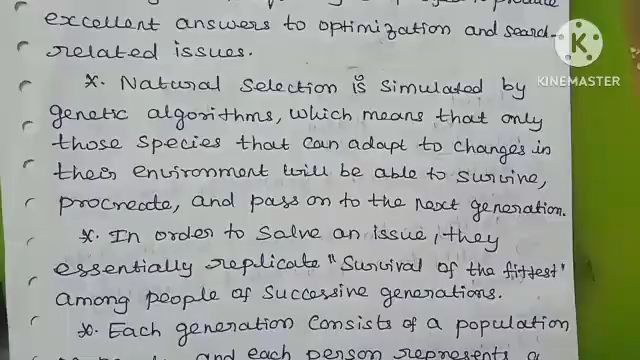 excellent answers to optimization and search-
related issues.
*. Natural Selection is simulated by
genetic algorithms, which means that only
those species that can adapt to changes in
their environment will be able to survive,
procreate, and pass on to the next generation.
*. In order to solve an issue, they
essentially replicate "Survival of the fittest"
among people of successive generations.
*. Each generation consists of a population
and each person represents a
KINEMASTER